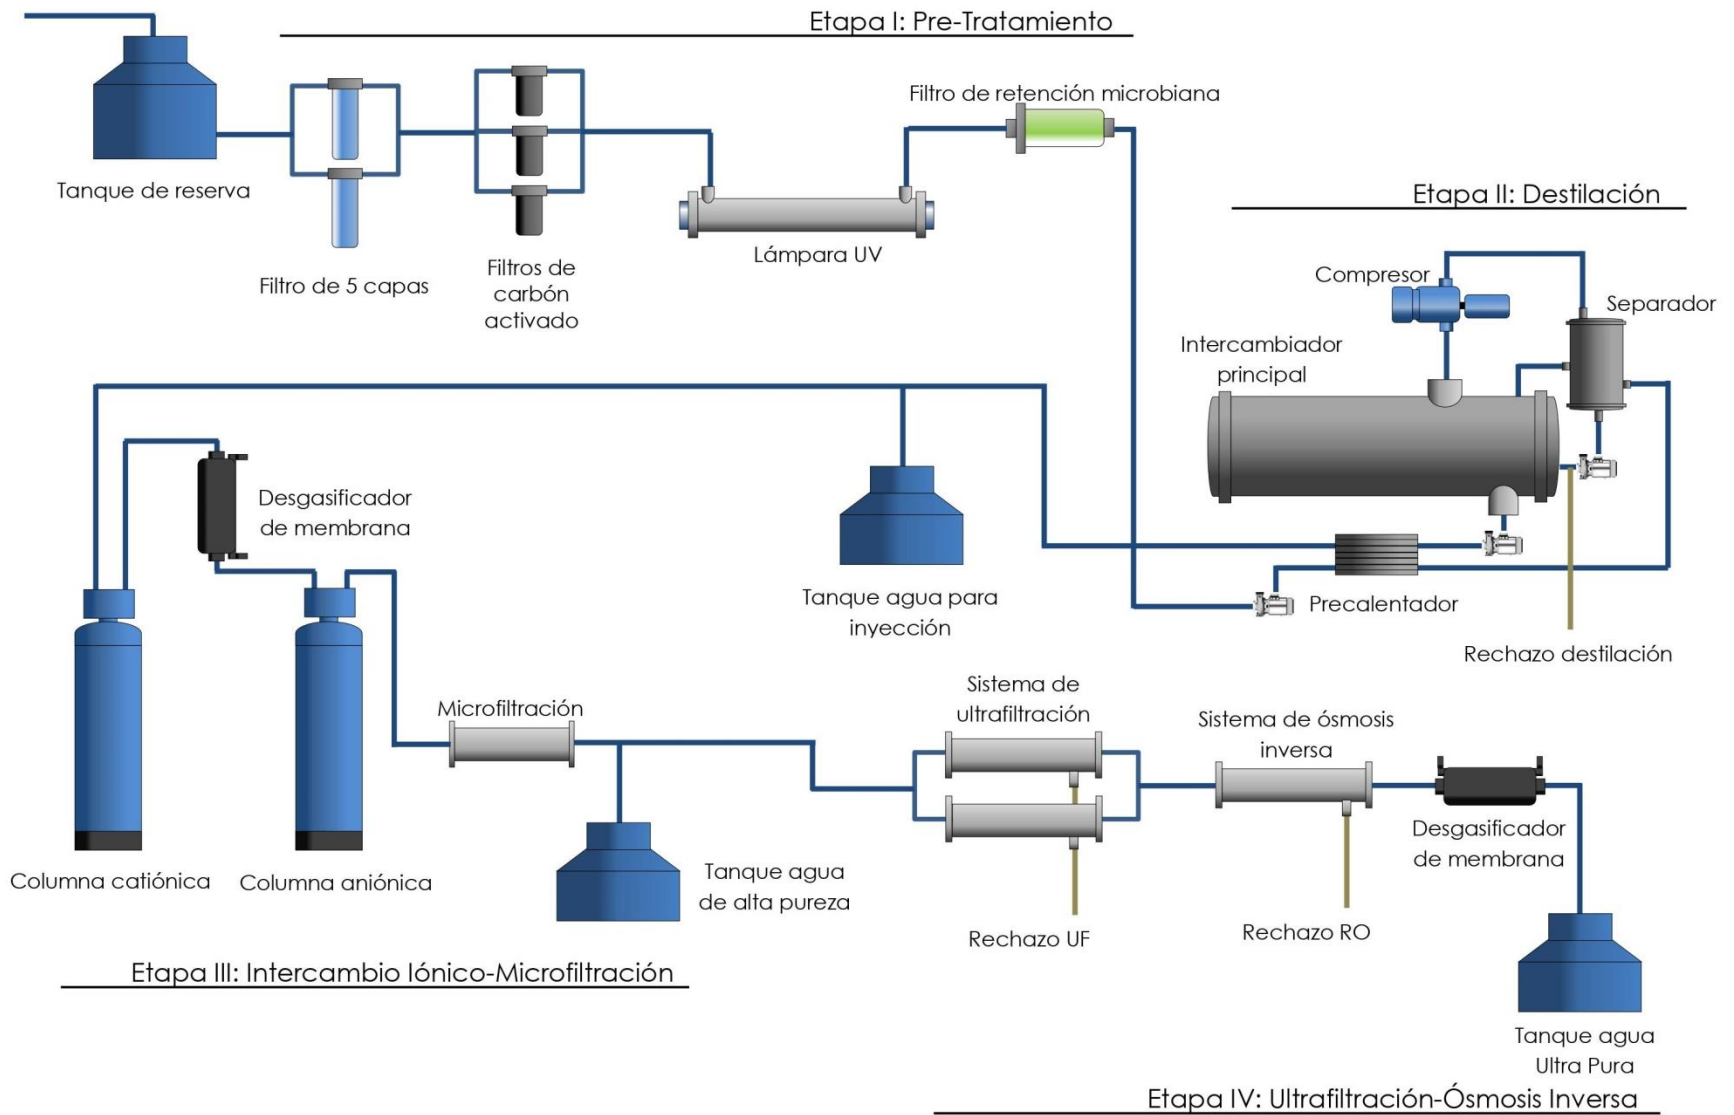 Etapa I: Pre-Tratamiento
Filtro de retención microbiana
Tanque de reserva
Filtro de 5 capas
Filtros de
carbón
activado
Lámpara UV
Etapa II: Destilación
Compresor
Separador
Intercambiador
principal
Precalentador
Rechazo destilación
Tanque agua para
inyección
Desgasificador
de membrana
Columna catiónica
Columna aniónica
Microfiltración
Tanque agua
de alta pureza
Etapa III: Intercambio Iónico-Microfiltración
Sistema de
ultrafiltración
Rechazo UF
Sistema de ósmosis
inversa
Rechazo RO
Desgasificador
de membrana
Tanque agua
Ultra Pura
Etapa IV: Ultrafiltración-Ósmosis Inversa